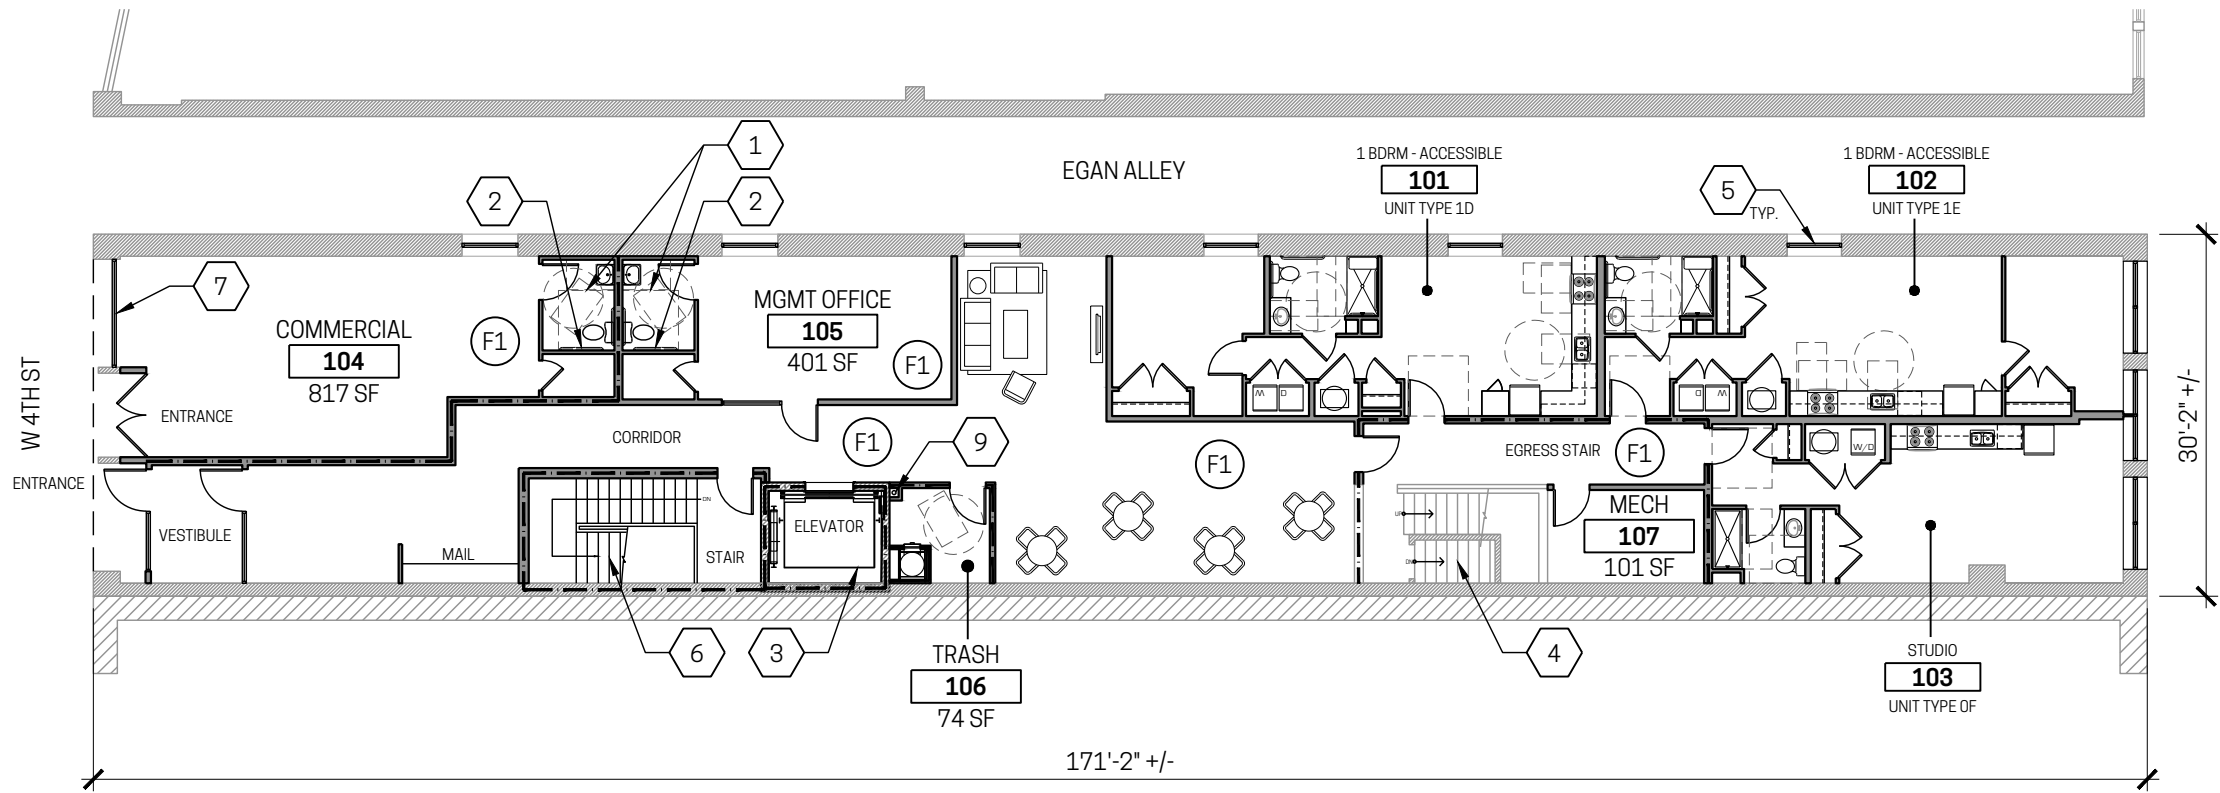 EGAN ALLEY
1
2
2
1 BDRM - ACCESSIBLE
101
UNIT TYPE 1D
5
TYP.
1 BDRM - ACCESSIBLE
102
UNIT TYPE 1E
7
COMMERCIAL
104
817 SF
F1
MGMT OFFICE
105
401 SF
F1
W 4TH ST
ENTRANCE
CORRIDOR
F1
9
F1
EGRESS STAIR
F1
W
D
D
W
W/D
ENTRANCE
VESTIBULE
MAIL
DN
STAIR
ELEVATOR
UP
DN
MECH
107
101 SF
30'-2" +/-
6
3
TRASH
106
74 SF
4
STUDIO
103
UNIT TYPE 0F
171'-2" +/-